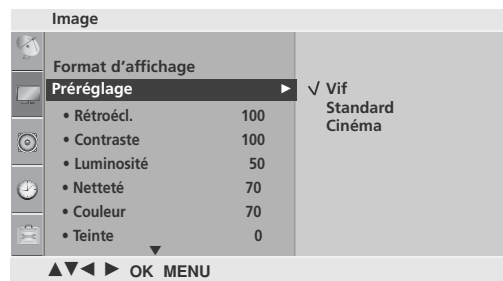 Image
Format d'affichage
Préréglage ►
• Rétroécl. 100
• Contraste 100
• Luminosité 50
• Netteté 70
• Couleur 70
• Teinte 0
▼
√ Vif
Standard
Cinéma
▲▼◄ ► OK MENU